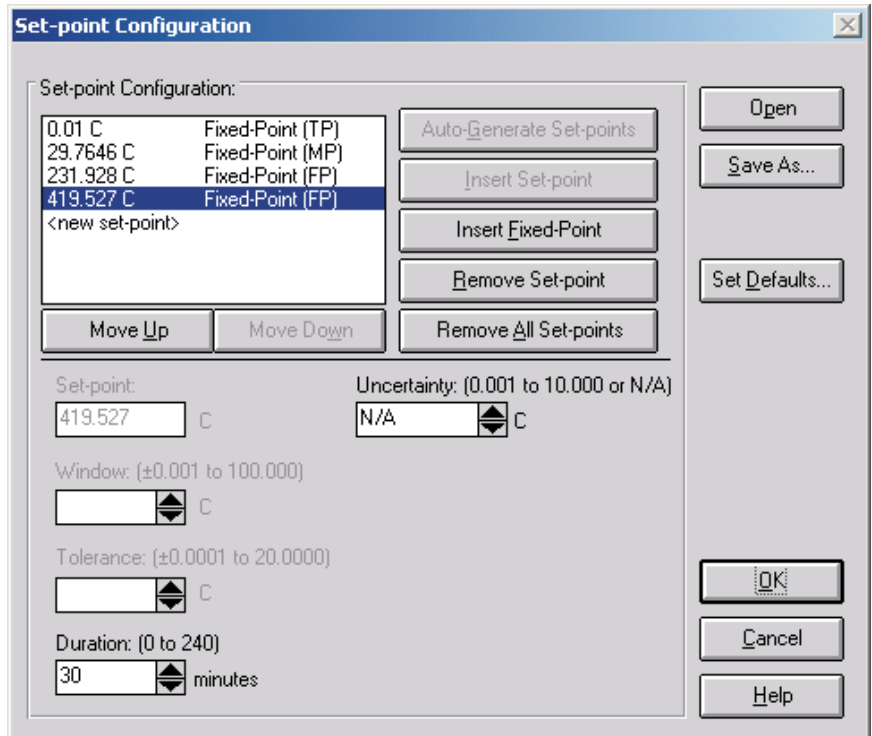 Set-point Configuration
Set-point Configuration:
0.01 C Fixed-Point (TP)
29.7646 C Fixed-Point (MP)
231.928 C Fixed-Point (FP)
419.527 C Fixed-Point (FP)
<new set-point>
Move Up
Move Down
Auto-Generate Set-points
Insert Set-point
Insert Fixed-Point
Remove Set-point
Remove All Set-points
Open
Save As...
Set Defaults...
Set-point:
419.527 C
Uncertainty: (0.001 to 10.000 or N/A)
N/A C
Window: (±0.001 to 100.000)
C
Tolerance: (±0.0001 to 20.0000)
C
Duration: (0 to 240)
30 minutes
OK
Cancel
Help